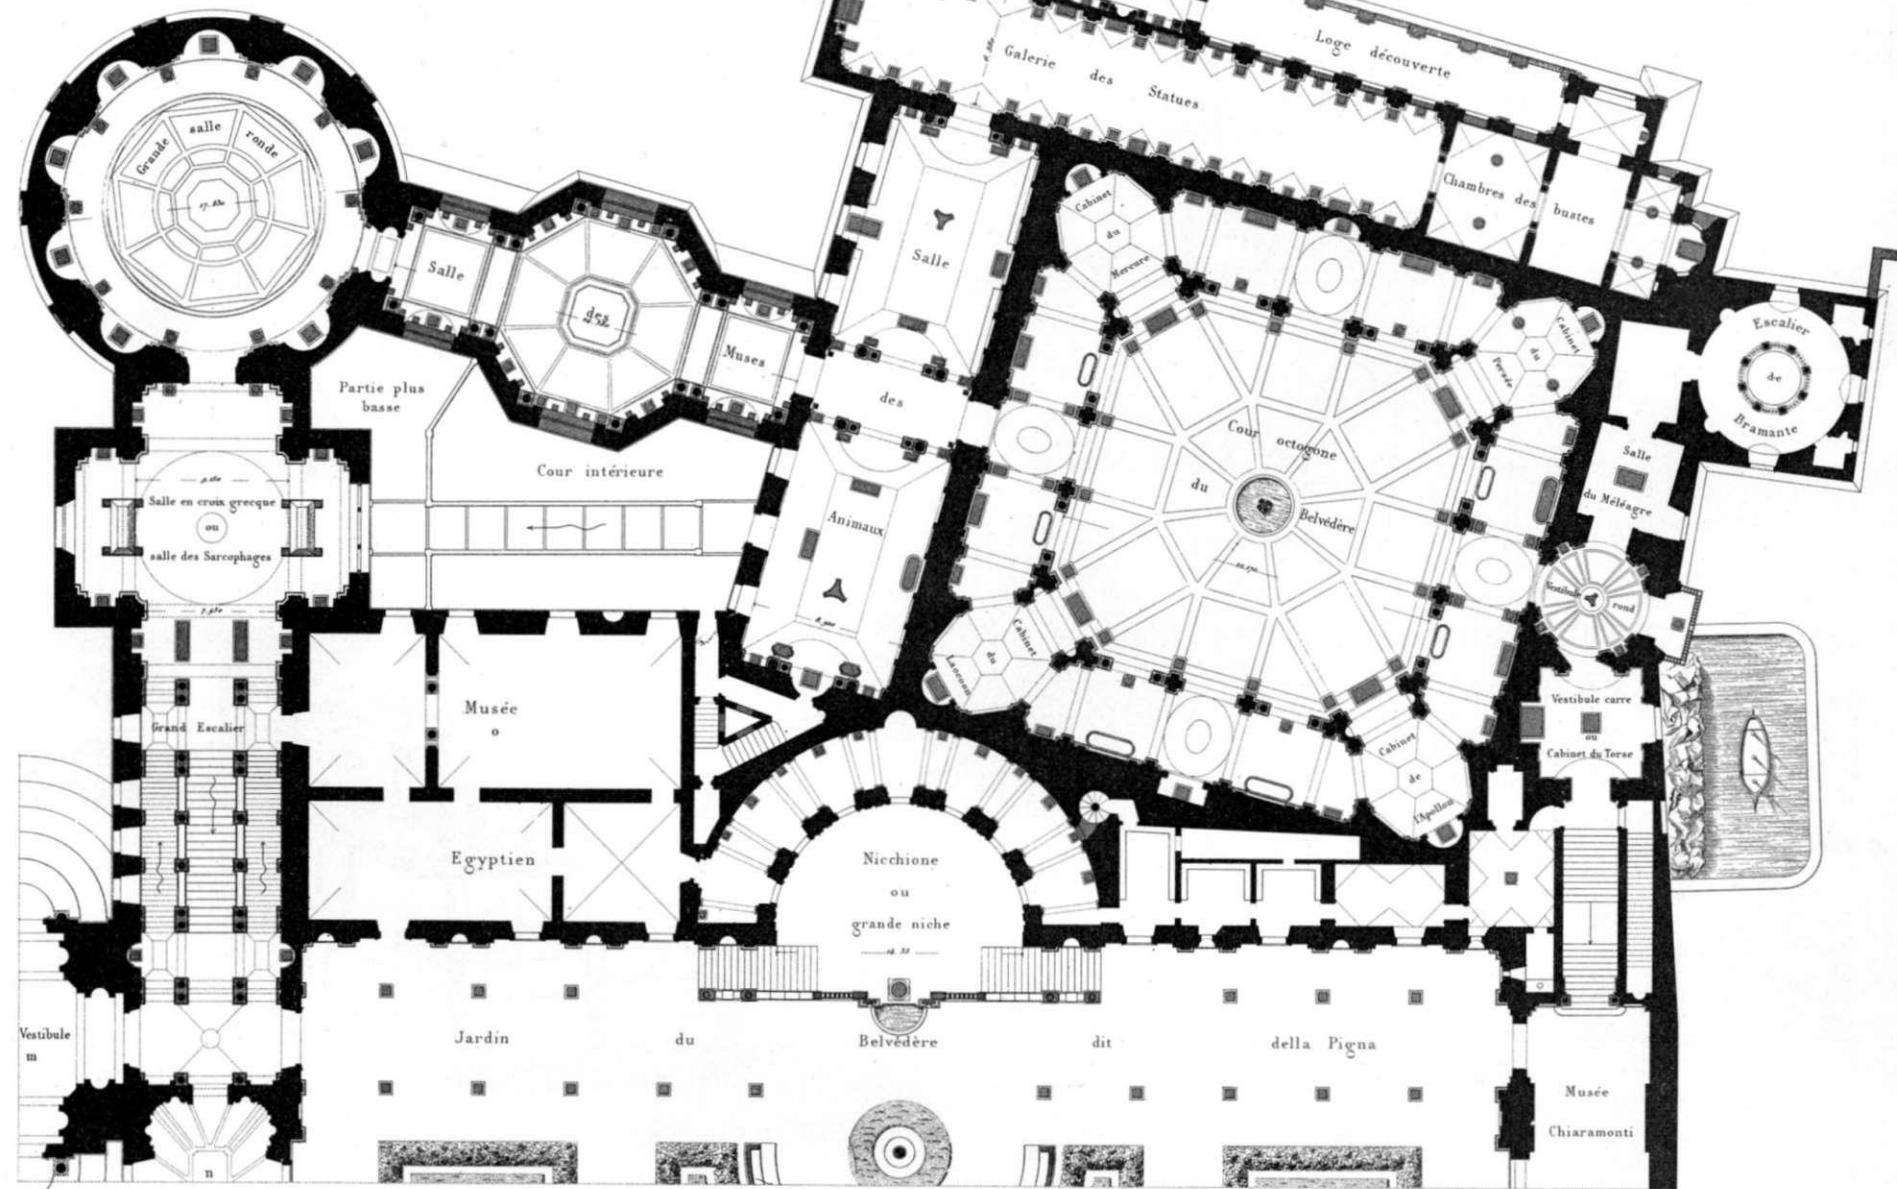 Loge découverte
Galerie des Statues
Grande salle ronde
17.850
Chambres des bustes
Cabinet du Mercure
Salle
Salle
des
Muses
Cabinet du Persée
Escalier
de
Bramante
Partie plus
basse
des
Cour intérieure
Animaux
Cour octogone
du Belvédère
Salle
du Méléagre
Salle en croix grecque
ou
salle des Sarcophages
Vestibule rond
Cabinet du Laocoon
Musée
o
Grand Escalier
Vestibule carre
ou
Cabinet du Torse
Cabinet
de
l'Apollon
Egyptien
Nicchione
ou
grande niche
Vestibule
m
Jardin du Belvédère dit della Pigna
Musée
Chiaramonti
n